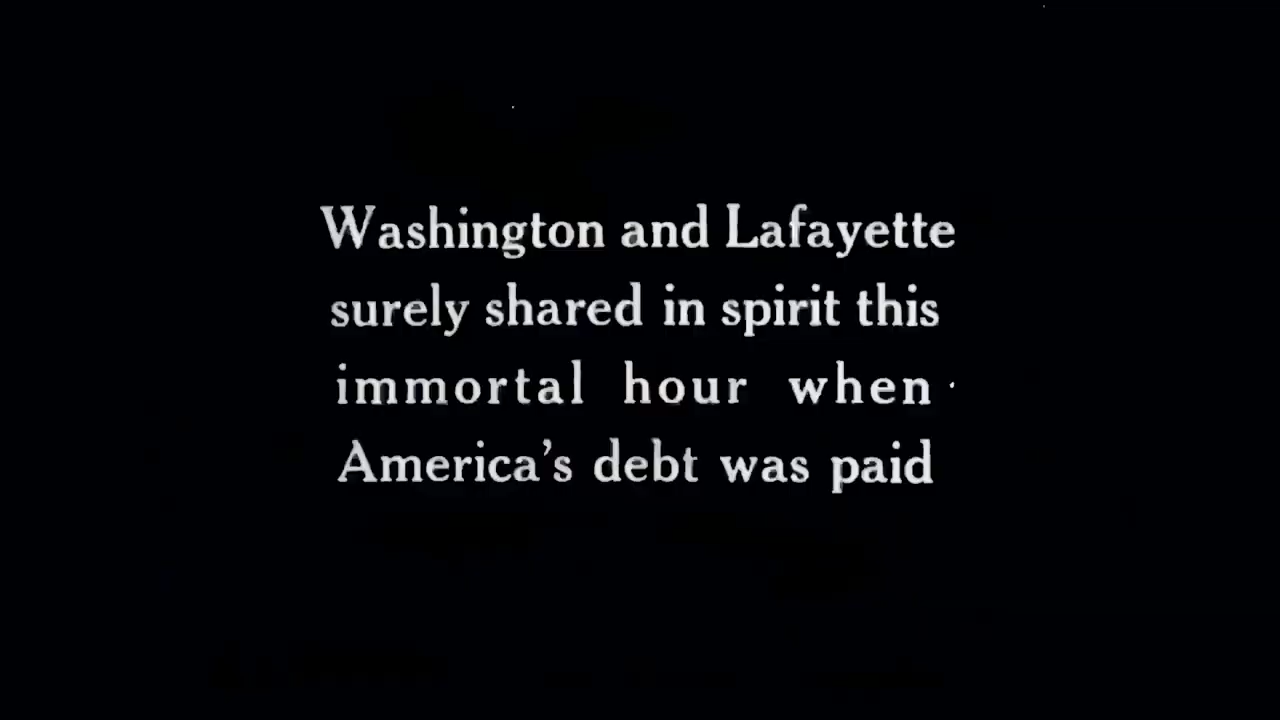 Washington and Lafayette
surely shared in spirit this
immortal hour when
America's debt was paid